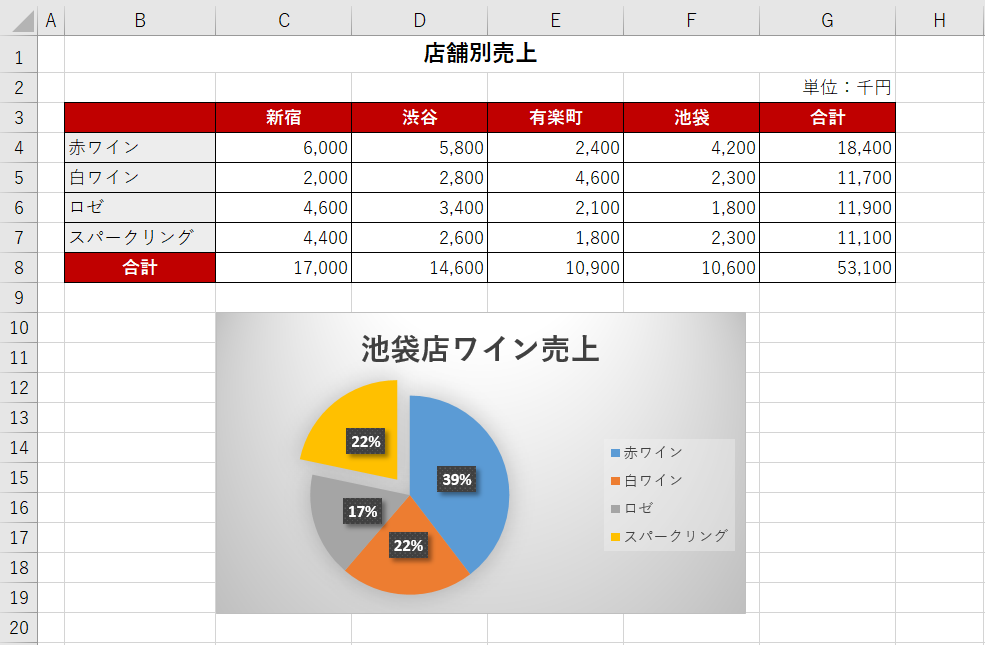 A B C D E F G H
1 店舗別売上
2 単位：千円
3 新宿 渋谷 有楽町 池袋 合計
4 赤ワイン 6,000 5,800 2,400 4,200 18,400
5 白ワイン 2,000 2,800 4,600 2,300 11,700
6 ロゼ 4,600 3,400 2,100 1,800 11,900
7 スパークリング 4,400 2,600 1,800 2,300 11,100
8 合計 17,000 14,600 10,900 10,600 53,100
9
10
11 池袋店ワイン売上
12
13
14 22% 赤ワイン
15 39% 白ワイン
16 17% ロゼ
17 22% スパークリング
18
19
20